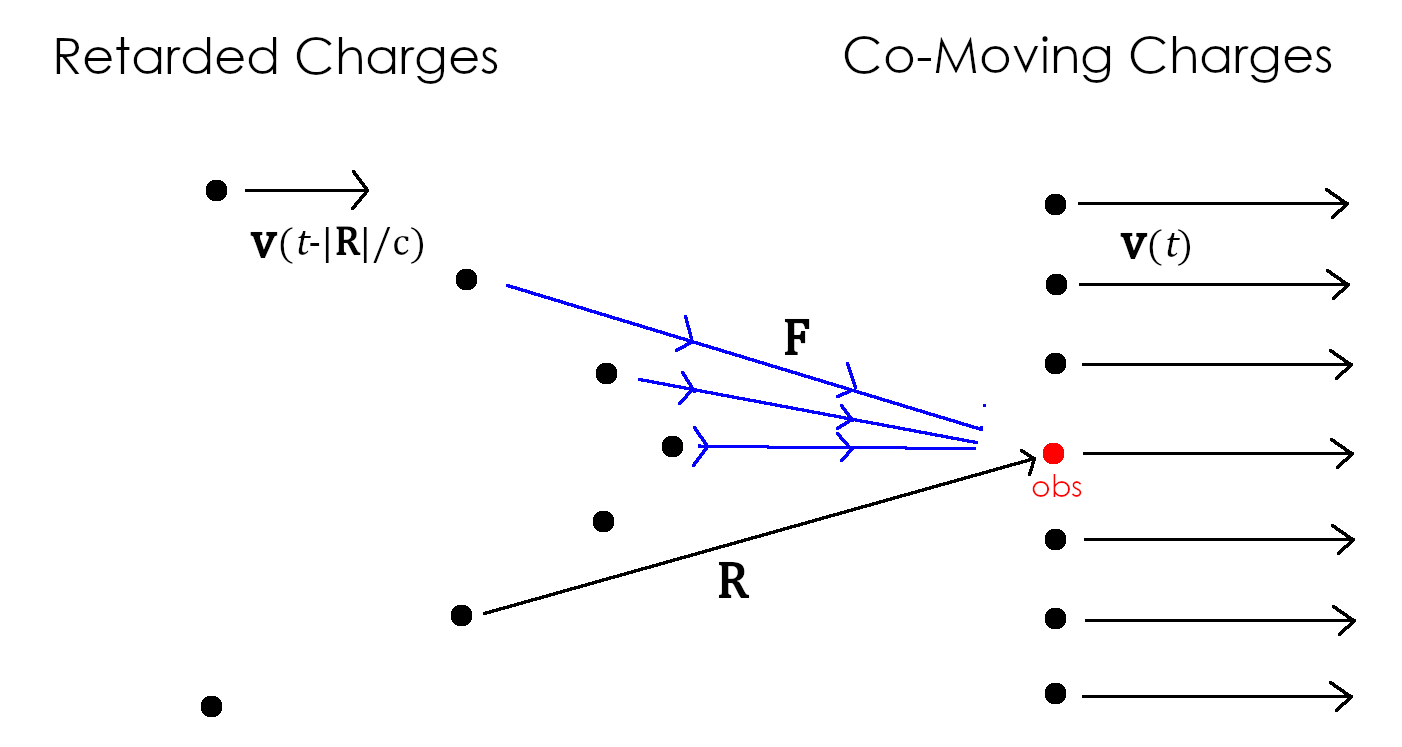 Retarded Charges
Co-Moving Charges
v(t-|R|/c)
v(t)
F
obs
R